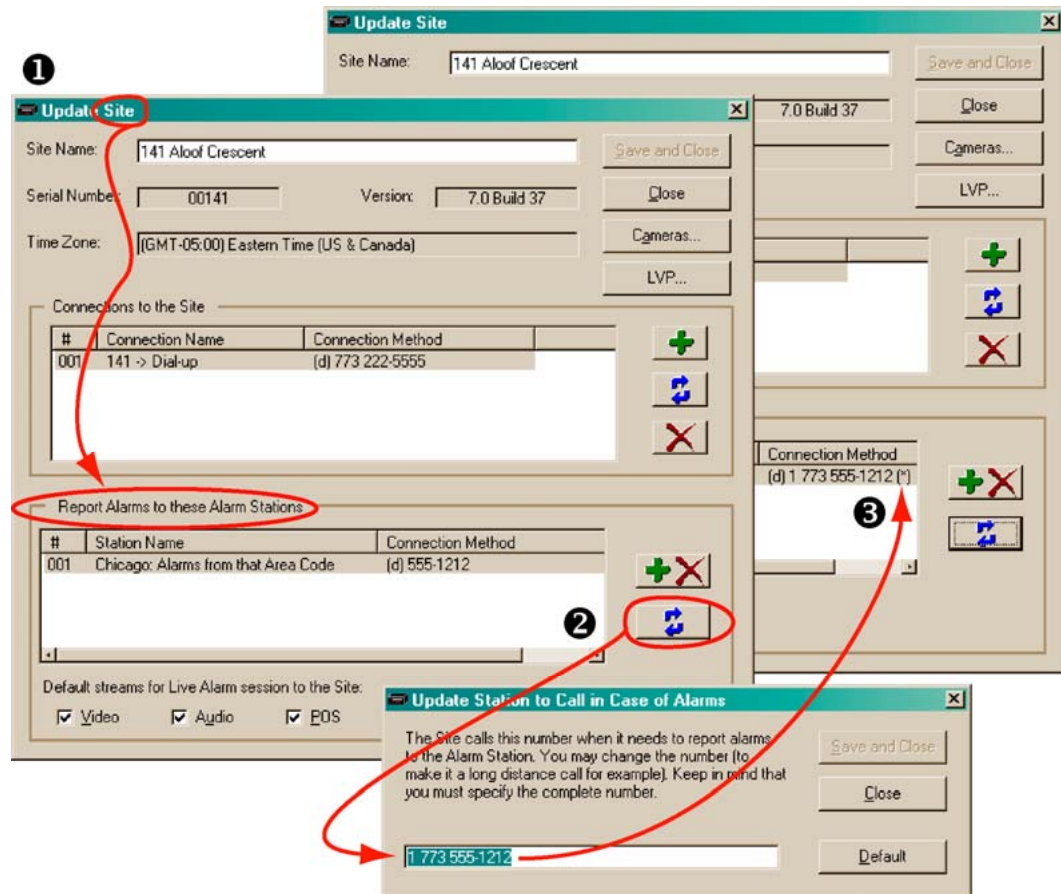 Update Site
Site Name: 141 Aloof Crescent
Save and Close
7.0 Build 37
Close
Cameras...
LVP...
Connection Method
(d) 1 773 555-1212 (*)
❸
❶
Update Site
Site Name: 141 Aloof Crescent
Save and Close
Serial Number: 00141 Version: 7.0 Build 37
Close
Time Zone: (GMT-05:00) Eastern Time (US & Canada)
Cameras...
LVP...
Connections to the Site
# Connection Name Connection Method
001 141 -> Dial-up (d) 773 222-5555
Report Alarms to these Alarm Stations
# Station Name Connection Method
001 Chicago: Alarms from that Area Code (d) 555-1212
❷
Default streams for Live Alarm session to the Site:
Video Audio POS
Update Station to Call in Case of Alarms
The Site calls this number when it needs to report alarms
to the Alarm Station. You may change the number (to
make it a long distance call for example). Keep in mind that
you must specify the complete number.
Save and Close
Close
1 773 555-1212
Default